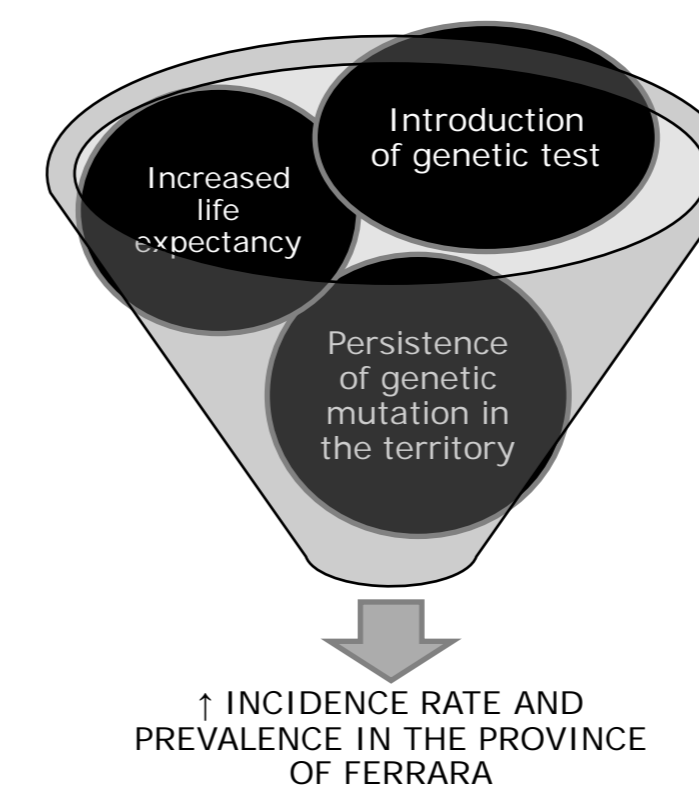 Introduction
of genetic test
Increased
life
expectancy
Persistence
of genetic
mutation in
the territory
↑ INCIDENCE RATE AND
PREVALENCE IN THE PROVINCE
OF FERRARA